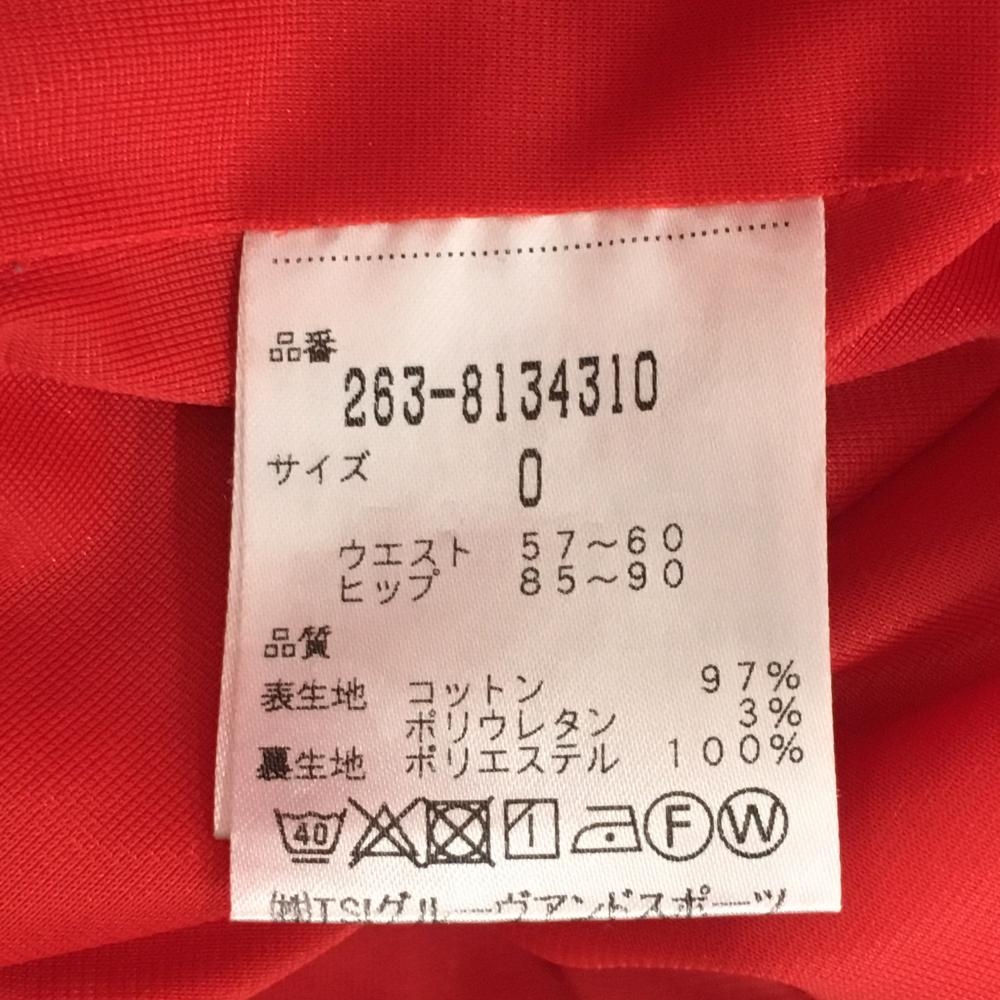 品番
263-8134310
サイズ 0
ウエスト 57～60
ヒップ 85～90
品質
表生地 コットン 97%
ポリウレタン 3%
裏生地 ポリエステル 100%
40 F W
㈱TSIグルーヴアンドスポーツ